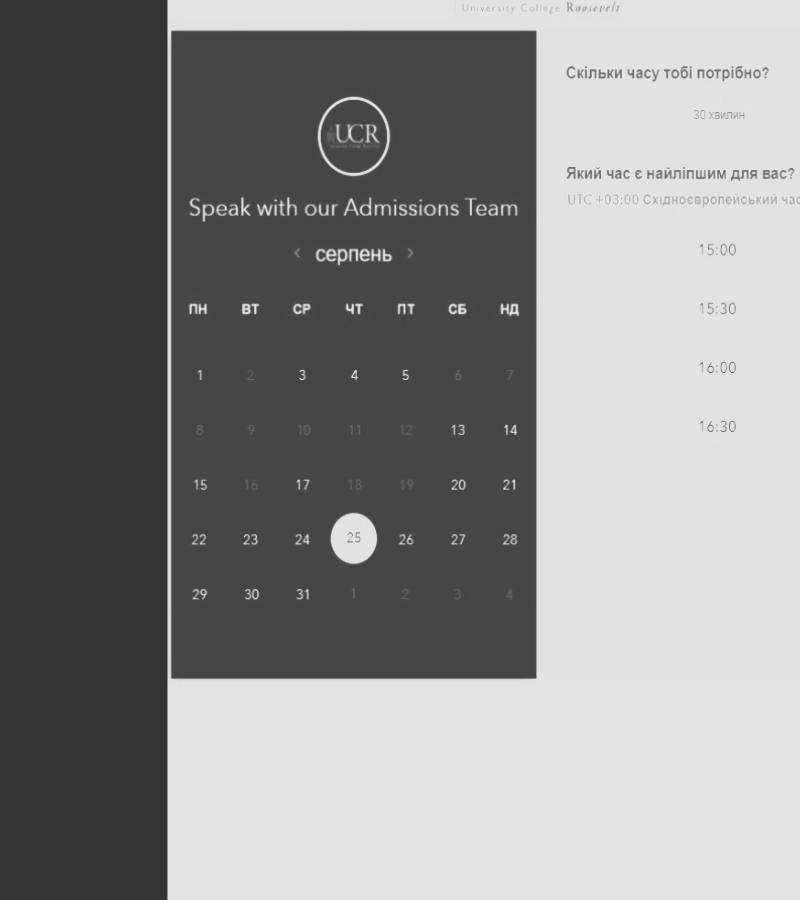 University College Roosevelt
UCR
Speak with our Admissions Team
серпень
ПН ВТ СР ЧТ ПТ СБ НД
1 2 3 4 5 6 7
8 9 10 11 12 13 14
15 16 17 18 19 20 21
22 23 24 25 26 27 28
29 30 31 1 2 3 4
Скільки часу тобі потрібно?
30 хвилин
Який час є найліпшим для вас?
UTC +03:00 Східноєвропейський час
15:00
15:30
16:00
16:30